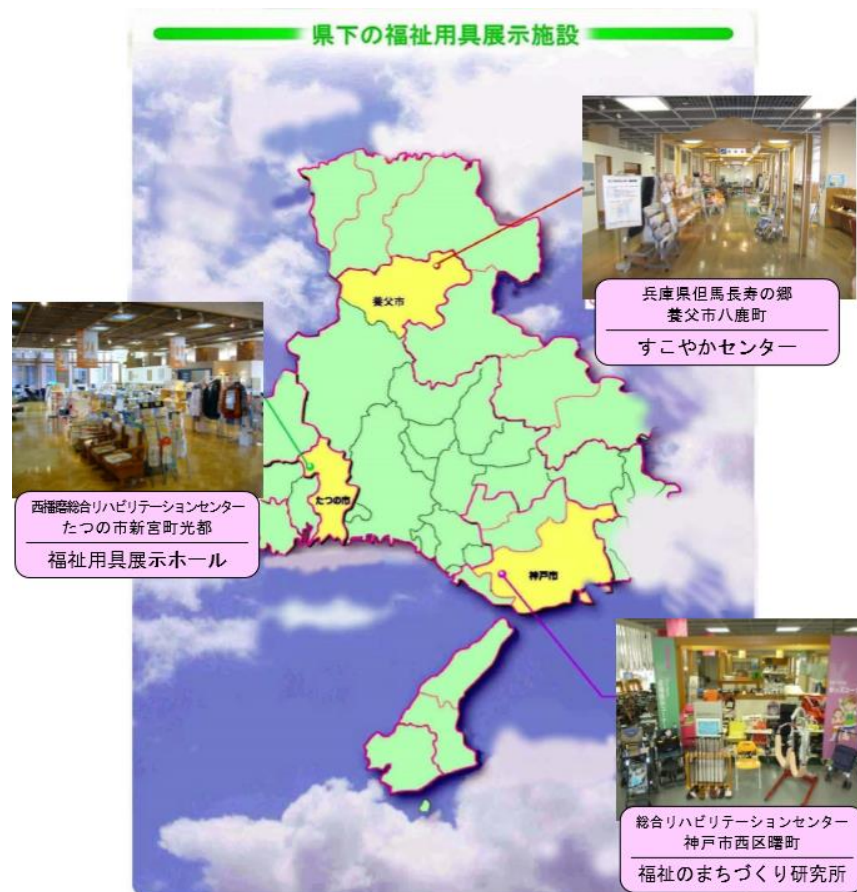 県下の福祉用具展示施設
兵庫県但馬長寿の郷
養父市八鹿町
すこやかセンター
養父市
西播磨総合リハビリテーションセンター
たつの市新宮町光都
福祉用具展示ホール
たつの市
神戸市
総合リハビリテーションセンター
神戸市西区曙町
福祉のまちづくり研究所